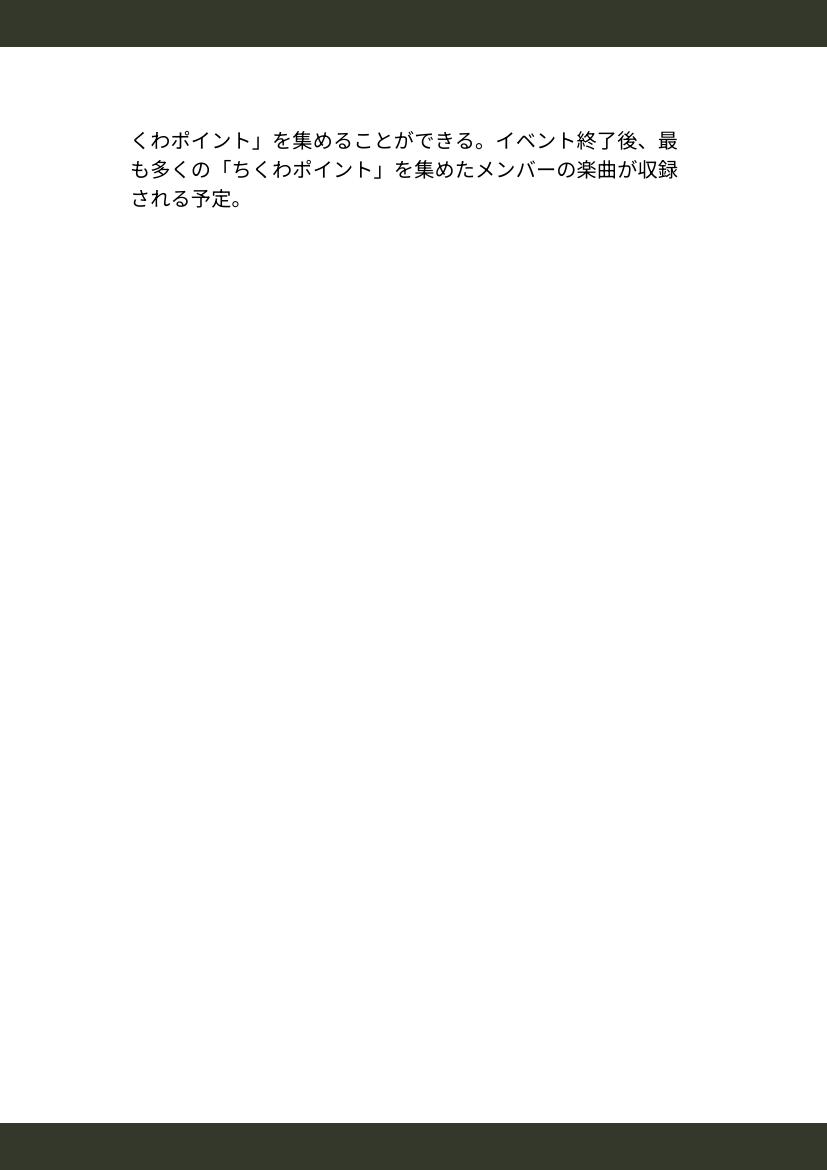 くわポイント」を集めることができる。イベント終了後、最
も多くの「ちくわポイント」を集めたメンバーの楽曲が収録
される予定。